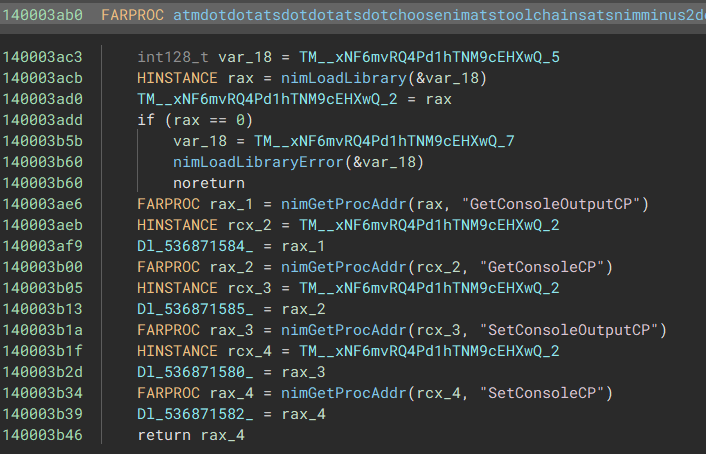 140003ab0 FARPROC atmdotdotatsdotdotatsdotchoosenimatstoolchainsatsnimminus2d
140003ac3 int128_t var_18 = TM__xNF6mvRQ4Pd1hTNM9cEHXwQ_5
140003acb HINSTANCE rax = nimLoadLibrary(&var_18)
140003ad0 TM__xNF6mvRQ4Pd1hTNM9cEHXwQ_2 = rax
140003add if (rax == 0)
140003b5b var_18 = TM__xNF6mvRQ4Pd1hTNM9cEHXwQ_7
140003b60 nimLoadLibraryError(&var_18)
140003b60 noreturn
140003ae6 FARPROC rax_1 = nimGetProcAddr(rax, "GetConsoleOutputCP")
140003aeb HINSTANCE rcx_2 = TM__xNF6mvRQ4Pd1hTNM9cEHXwQ_2
140003af9 Dl_536871584_ = rax_1
140003b00 FARPROC rax_2 = nimGetProcAddr(rcx_2, "GetConsoleCP")
140003b05 HINSTANCE rcx_3 = TM__xNF6mvRQ4Pd1hTNM9cEHXwQ_2
140003b13 Dl_536871585_ = rax_2
140003b1a FARPROC rax_3 = nimGetProcAddr(rcx_3, "SetConsoleOutputCP")
140003b1f HINSTANCE rcx_4 = TM__xNF6mvRQ4Pd1hTNM9cEHXwQ_2
140003b2d Dl_536871580_ = rax_3
140003b34 FARPROC rax_4 = nimGetProcAddr(rcx_4, "SetConsoleCP")
140003b39 Dl_536871582_ = rax_4
140003b46 return rax_4